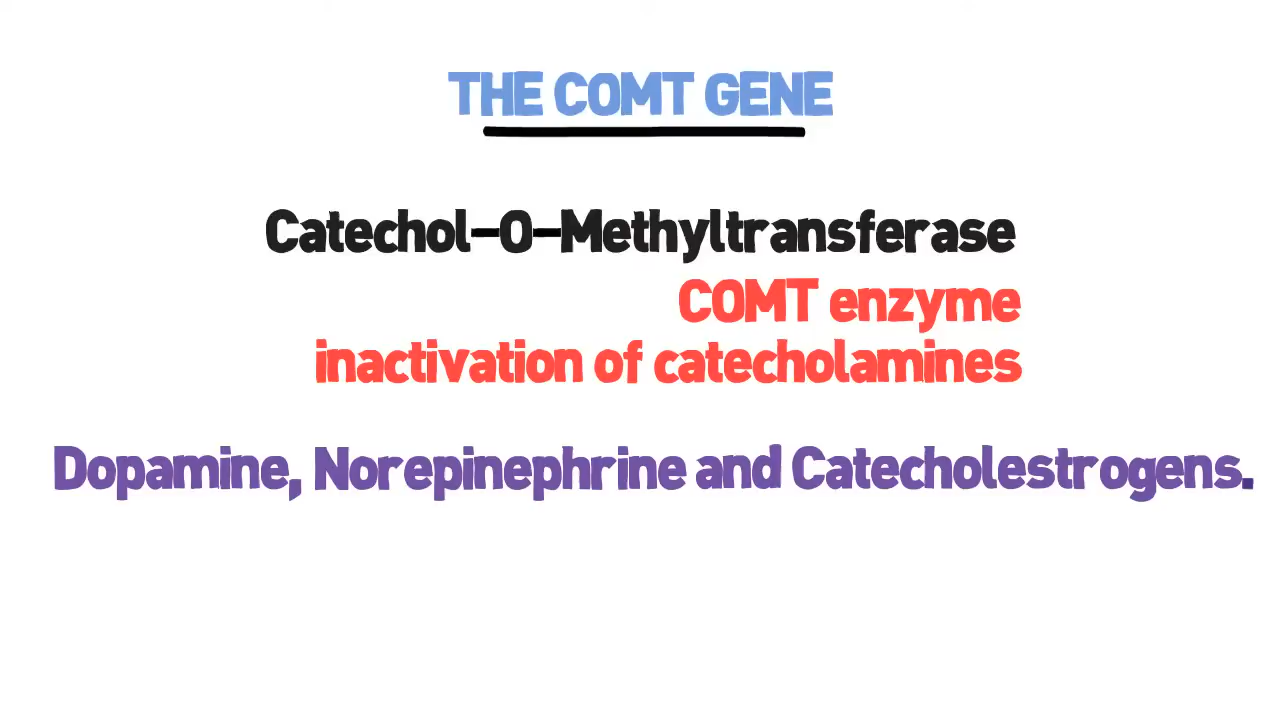 THE COMT GENE
Catechol-O-Methyltransferase
COMT enzyme
inactivation of catecholamines
Dopamine, Norepinephrine and Catecholestrogens.